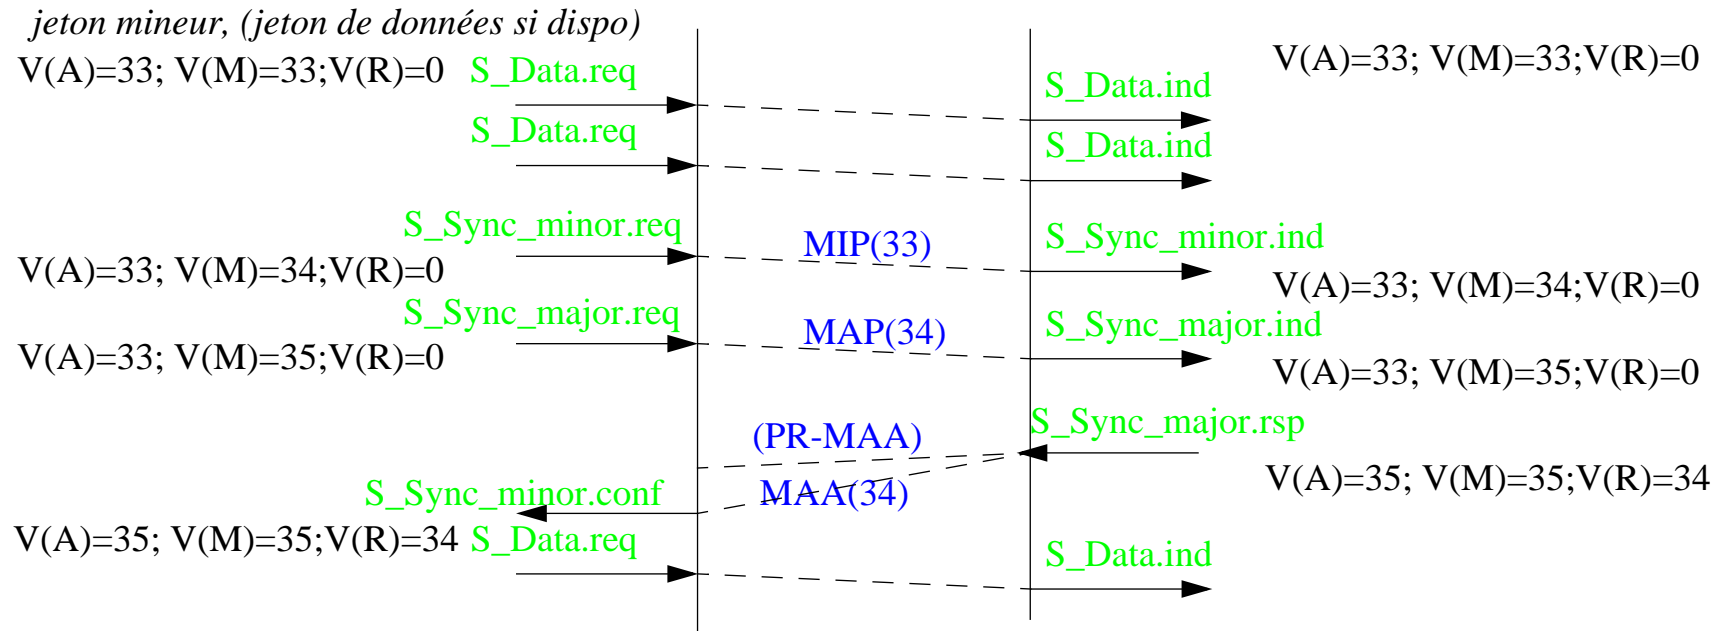 jeton mineur, (jeton de données si dispo)
V(A)=33; V(M)=33;V(R)=0 S_Data.req V(A)=33; V(M)=33;V(R)=0
S_Data.ind
S_Data.req
S_Data.ind
S_Sync_minor.req MIP(33) S_Sync_minor.ind
V(A)=33; V(M)=34;V(R)=0 V(A)=33; V(M)=34;V(R)=0
S_Sync_major.req MAP(34) S_Sync_major.ind
V(A)=33; V(M)=35;V(R)=0 V(A)=33; V(M)=35;V(R)=0
(PR-MAA) S_Sync_major.rsp
S_Sync_minor.conf MAA(34) V(A)=35; V(M)=35;V(R)=34
V(A)=35; V(M)=35;V(R)=34 S_Data.req
S_Data.ind